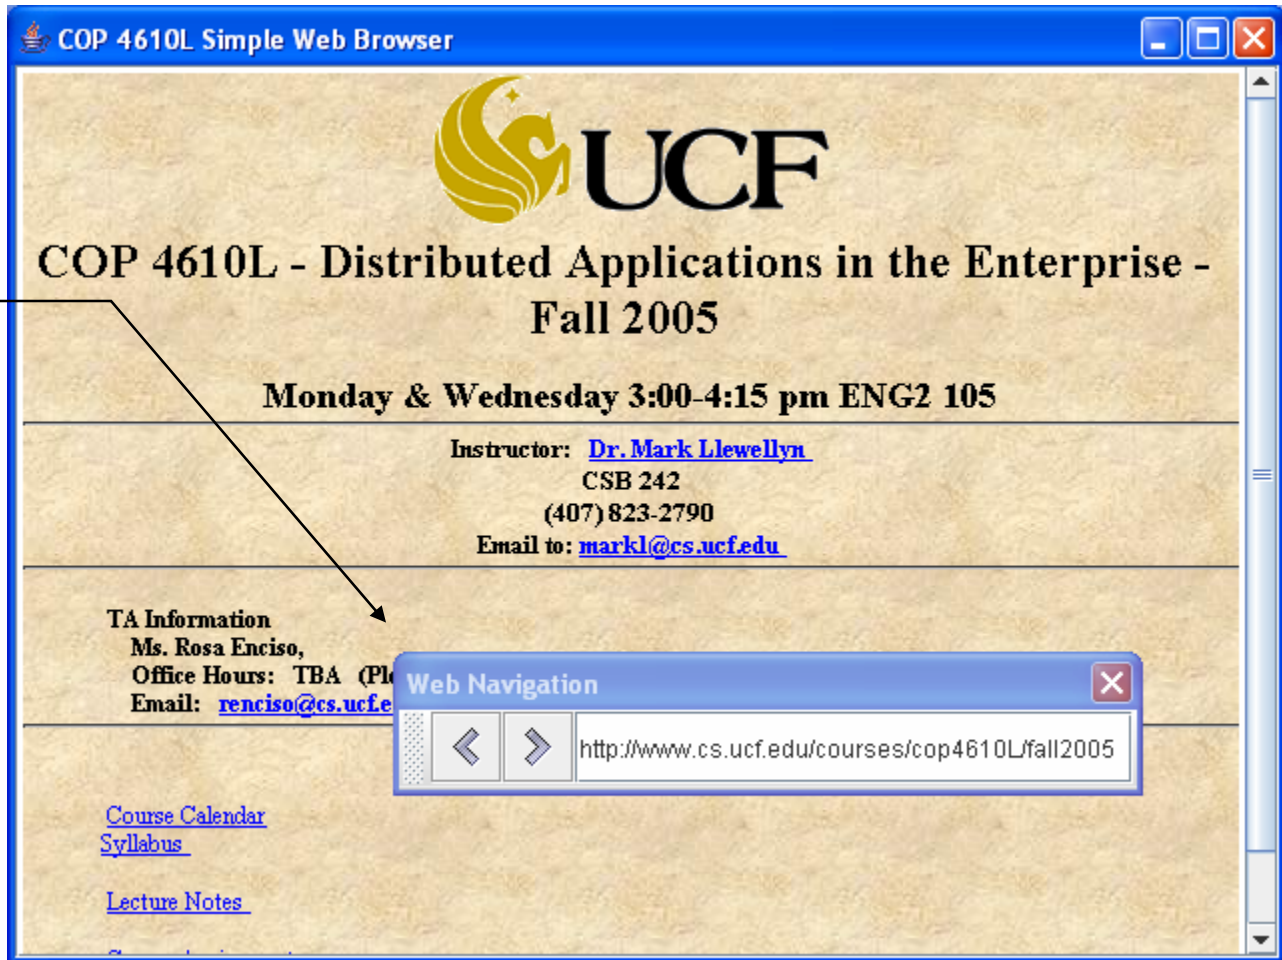 COP 4610L Simple Web Browser
UCF
COP 4610L - Distributed Applications in the Enterprise -
Fall 2005
Monday & Wednesday 3:00-4:15 pm ENG2 105
Instructor: Dr. Mark Llewellyn
CSB 242
(407) 823-2790
Email to: markl@cs.ucf.edu
TA Information
Ms. Rosa Enciso,
Office Hours: TBA
Email: renciso@cs.ucf.e
Web Navigation
http://www.cs.ucf.edu/courses/cop4610L/fall2005
Course Calendar
Syllabus
Lecture Notes